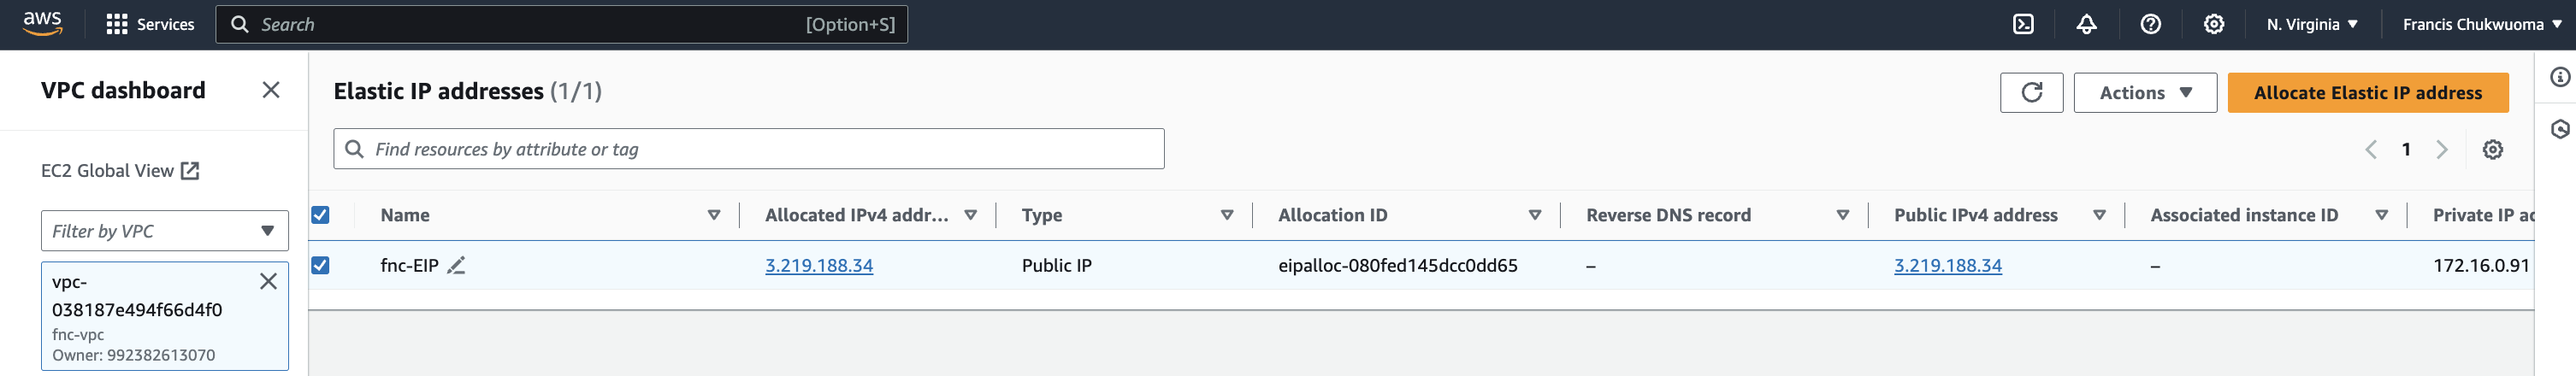 aws Services Search [Option+S] N. Virginia Francis Chukwuoma
VPC dashboard
EC2 Global View
Filter by VPC
vpc-
038187e494f66d4f0
fnc-vpc
Owner: 992382613070
Elastic IP addresses (1/1) Actions Allocate Elastic IP address
Find resources by attribute or tag 1
Name Allocated IPv4 addr... Type Allocation ID Reverse DNS record Public IPv4 address Associated instance ID Private IP ac
fnc-EIP 3.219.188.34 Public IP eipalloc-080fed145dcc0dd65 – 3.219.188.34 – 172.16.0.91